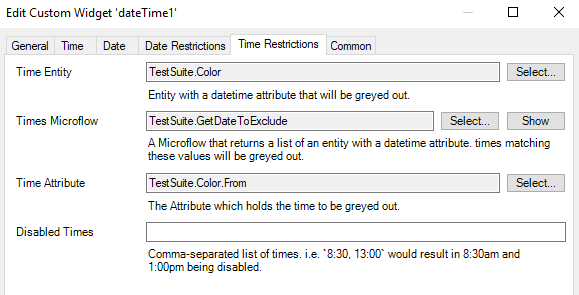 Edit Custom Widget 'dateTime1'
General Time Date Date Restrictions Time Restrictions Common
Time Entity TestSuite.Color Select...
Entity with a datetime attribute that will be greyed out.
Times Microflow TestSuite.GetDateToExclude Select... Show
A Microflow that returns a list of an entity with a datetime attribute. times matching
these values will be greyed out.
Time Attribute TestSuite.Color.From Select...
The Attribute which holds the time to be greyed out.
Disabled Times
Comma-separated list of times. i.e. `8:30, 13:00` would result in 8:30am and
1:00pm being disabled.